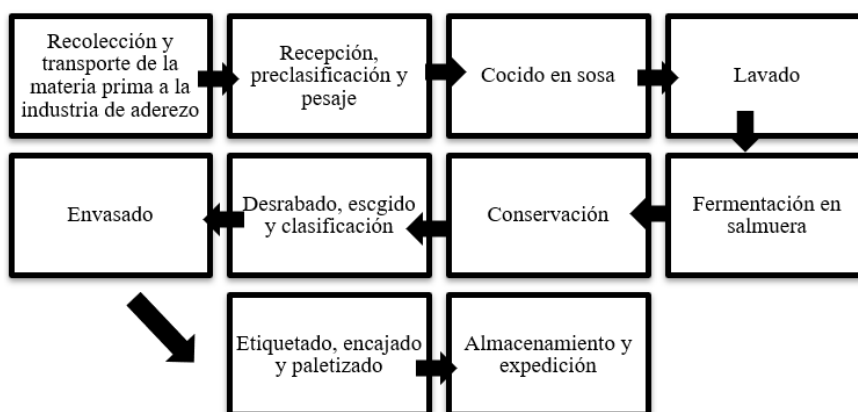 Recolección y
transporte de la
materia prima a la
industria de aderezo
Recepción,
preclasificación y
pesaje
Cocido en sosa
Lavado
Fermentación en
salmuera
Conservación
Desrabado, escgido
y clasificación
Envasado
Etiquetado, encajado
y paletizado
Almacenamiento y
expedición